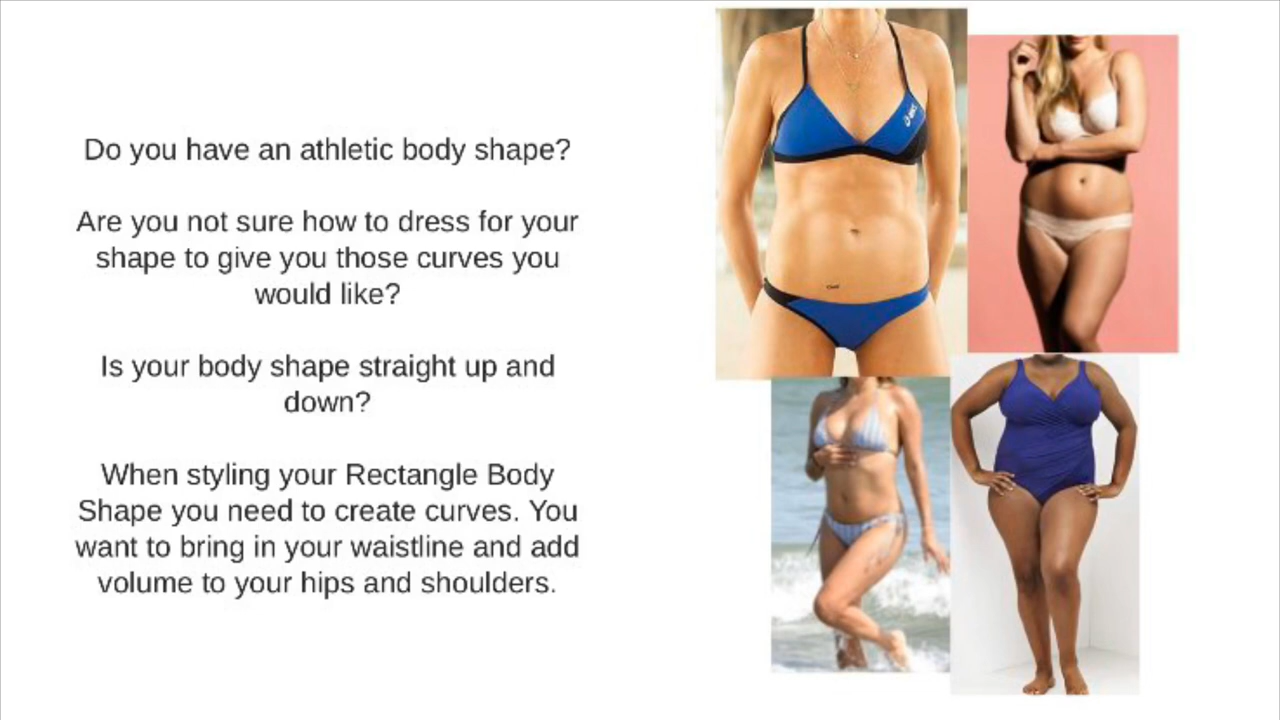 Do you have an athletic body shape?
Are you not sure how to dress for your
shape to give you those curves you
would like?
Is your body shape straight up and
down?
When styling your Rectangle Body
Shape you need to create curves. You
want to bring in your waistline and add
volume to your hips and shoulders.